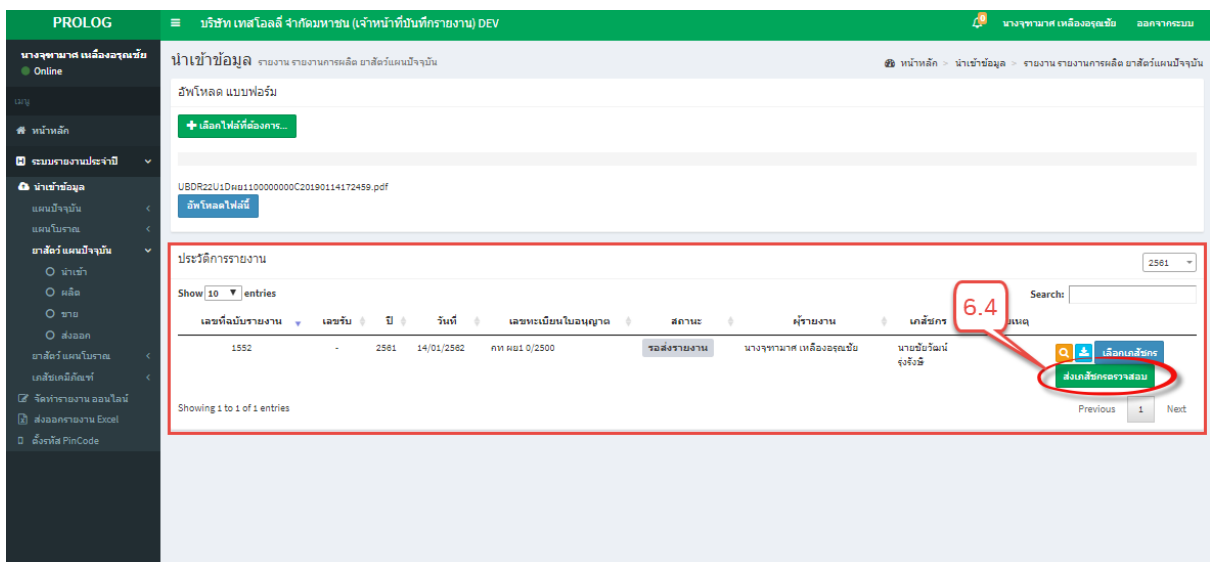 PROLOG
บริษัท เทสโอลลี่ จำกัดมหาชน (เจ้าหน้าที่บันทึกรายงาน) DEV
0
นางจุฑามาศ เหลืองอรุณชัย
ออกจากระบบ
นางจุฑามาศ เหลืองอรุณชัย
Online
นำเข้าข้อมูล รายงาน รายงานการผลิต ยาสัตว์แผนปัจจุบัน
หน้าหลัก > นำเข้าข้อมูล > รายงาน รายงานการผลิต ยาสัตว์แผนปัจจุบัน
เมนู
หน้าหลัก
ระบบรายงานประจำปี
นำเข้าข้อมูล
แผนปัจจุบัน
แผนโบราณ
ยาสัตว์ แผนปัจจุบัน
นำเข้า
ผลิต
ขาย
ส่งออก
ยาสัตว์ แผนโบราณ
เภสัชเคมีภัณฑ์
จัดทำรายงาน ออนไลน์
ส่งออกรายงาน Excel
ตั้งรหัส PinCode
อัพโหลด แบบฟอร์ม
เลือกไฟล์ที่ต้องการ...
UBDR22U1Dผย1100000000C20190114172459.pdf
อัพโหลดไฟล์นี้
ประวัติการรายงาน
2561
Show 10 entries
Search:
6.4
เลขที่ฉบับรายงาน เลขรับ ปี วันที่ เลขทะเบียนใบอนุญาต สถานะ ผู้รายงาน เภสัชกร
1552 - 2561 14/01/2562 กท ผย1 0/2500 รอส่งรายงาน นางจุฑามาศ เหลืองอรุณชัย นายชัยวัฒน์
รุ่งรังษี
เลือกเภสัชกร
ส่งเภสัชกรตรวจสอบ
Showing 1 to 1 of 1 entries
Previous 1 Next